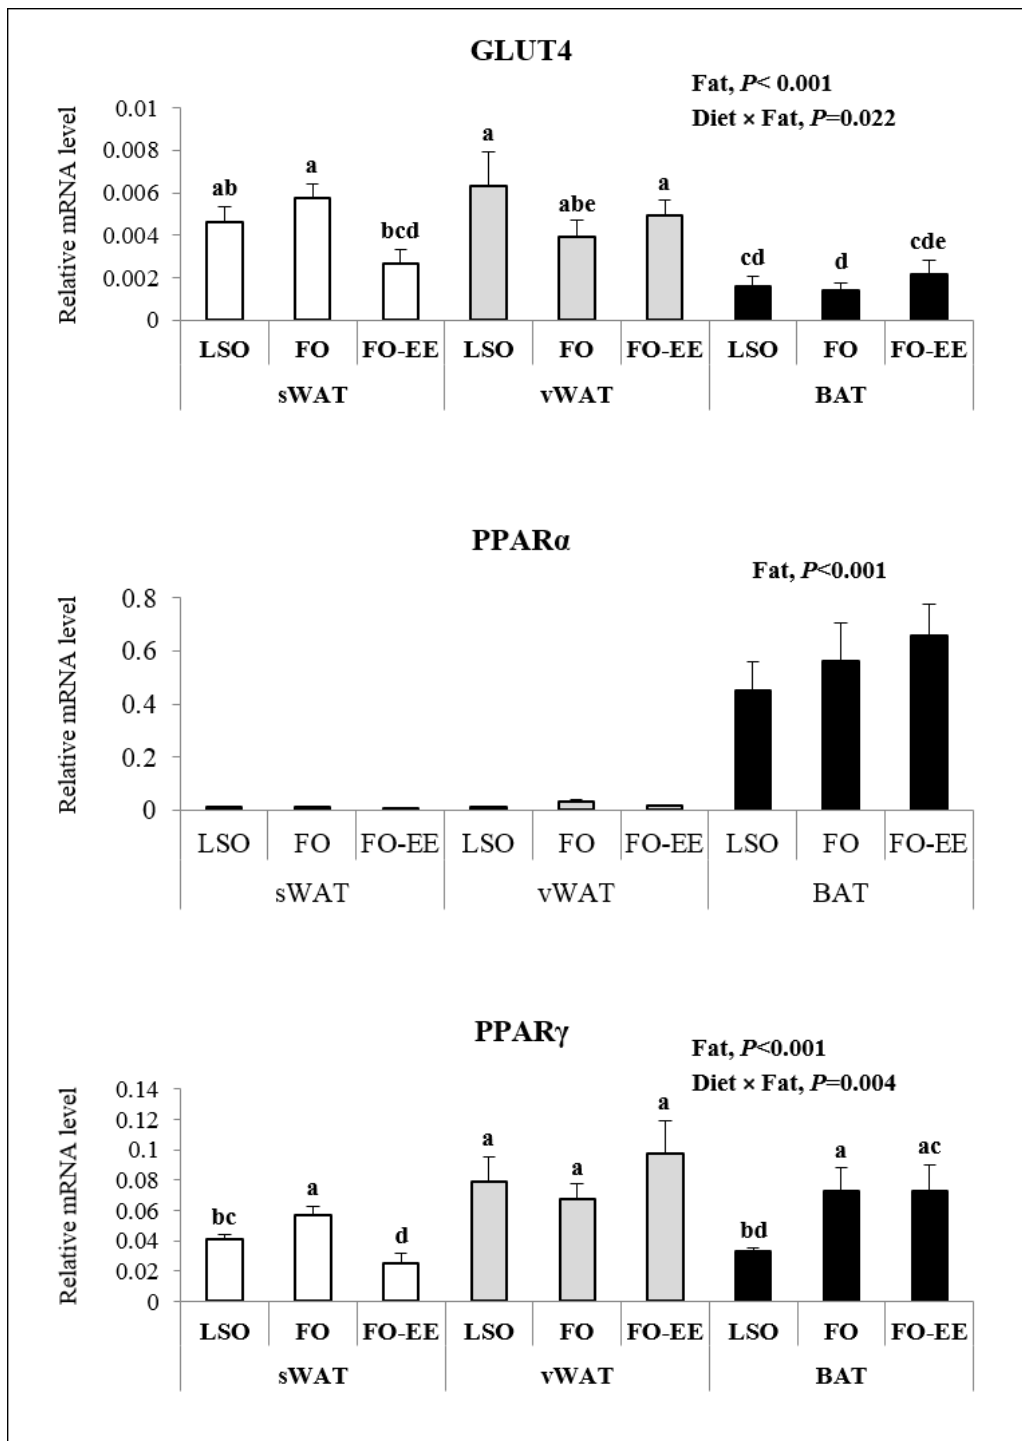 GLUT4
Fat, P< 0.001
Diet × Fat, P=0.022
Relative mRNA level
0.01
0.008
0.006
0.004
0.002
0
ab
a
bcd
a
abe
a
cd
d
cde
LSO FO FO-EE LSO FO FO-EE LSO FO FO-EE
sWAT vWAT BAT
PPARα
Fat, P<0.001
Relative mRNA level
0.8
0.6
0.4
0.2
0
LSO FO FO-EE LSO FO FO-EE LSO FO FO-EE
sWAT vWAT BAT
PPARγ
Fat, P<0.001
Diet × Fat, P=0.004
Relative mRNA level
0.14
0.12
0.1
0.08
0.06
0.04
0.02
0
bc
a
d
a
a
a
bd
a
ac
LSO FO FO-EE LSO FO FO-EE LSO FO FO-EE
sWAT vWAT BAT